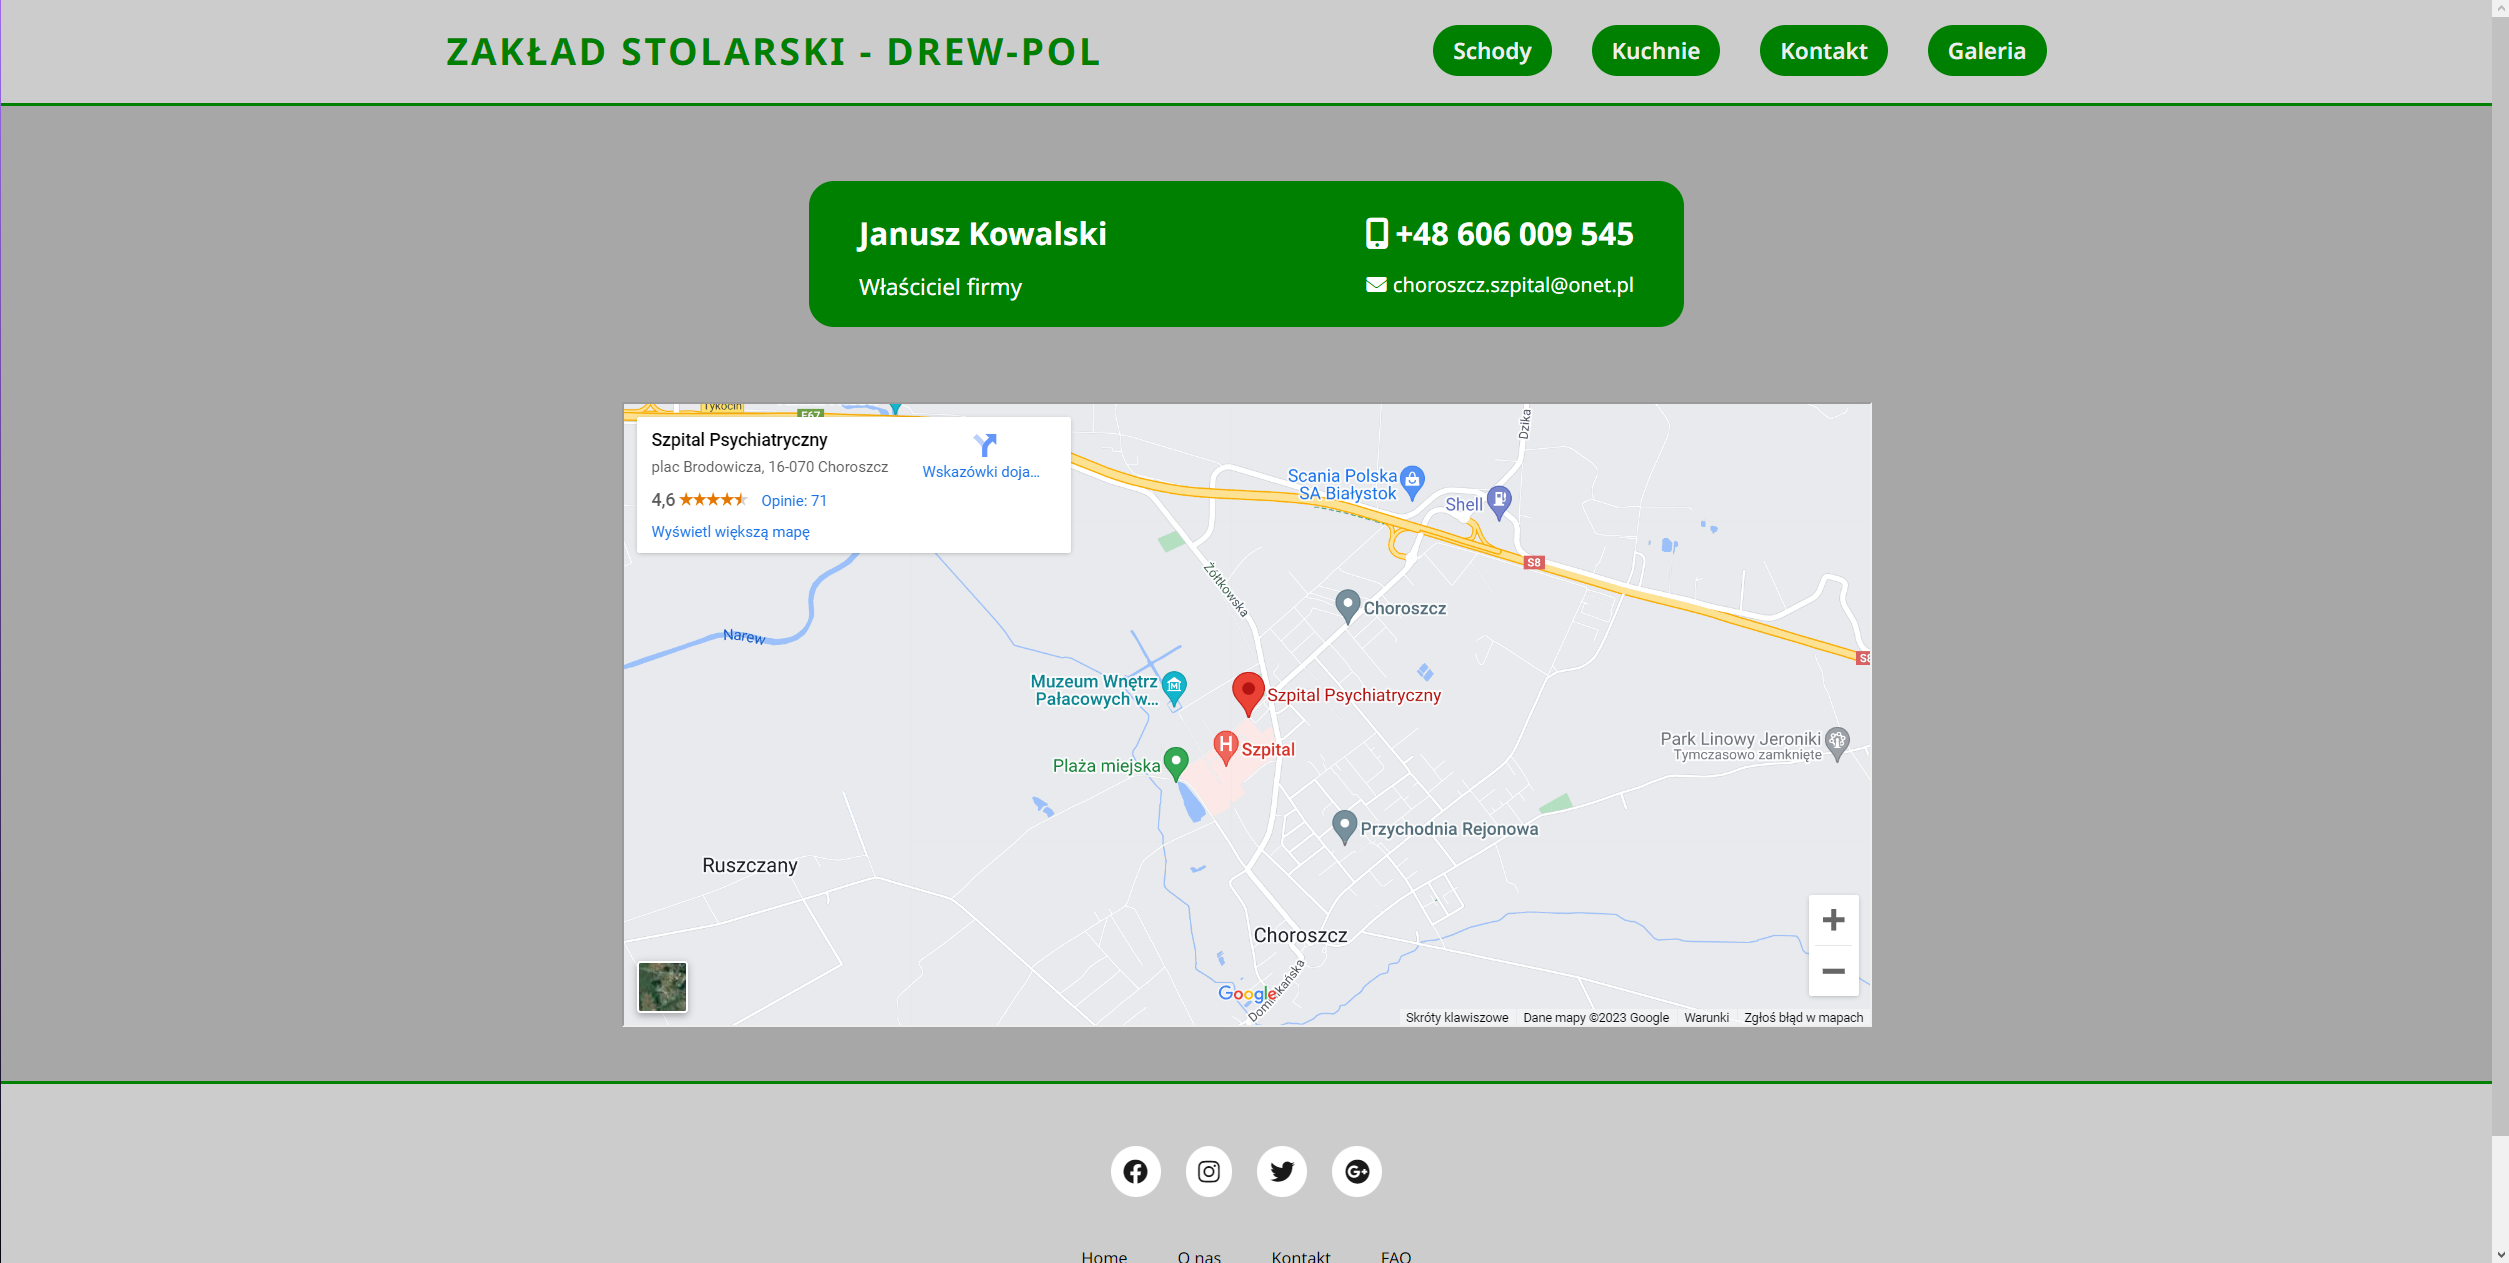 ZAKŁAD STOLARSKI - DREW-POL
Schody
Kuchnie
Kontakt
Galeria
Janusz Kowalski
+48 606 009 545
Właściciel firmy
choroszcz.szpital@onet.pl
Tykocin
E67
Szpital Psychiatryczny
plac Brodowicza, 16-070 Choroszcz
Wskazówki doja...
4,6
Opinie: 71
Wyświetl większą mapę
Dzika
Scania Polska
SA Białystok
Shell
S8
Żółtkowska
Choroszcz
Narew
S8
Muzeum Wnętrz
Pałacowych w...
Szpital Psychiatryczny
H
Szpital
Park Linowy Jeroniki
Tymczasowo zamknięte
Plaża miejska
Przychodnia Rejonowa
Ruszczany
Choroszcz
Dominikańska
Google
Skróty klawiszowe
Dane mapy ©2023 Google
Warunki
Zgłoś błąd w mapach
Home
O nas
Kontakt
FAQ